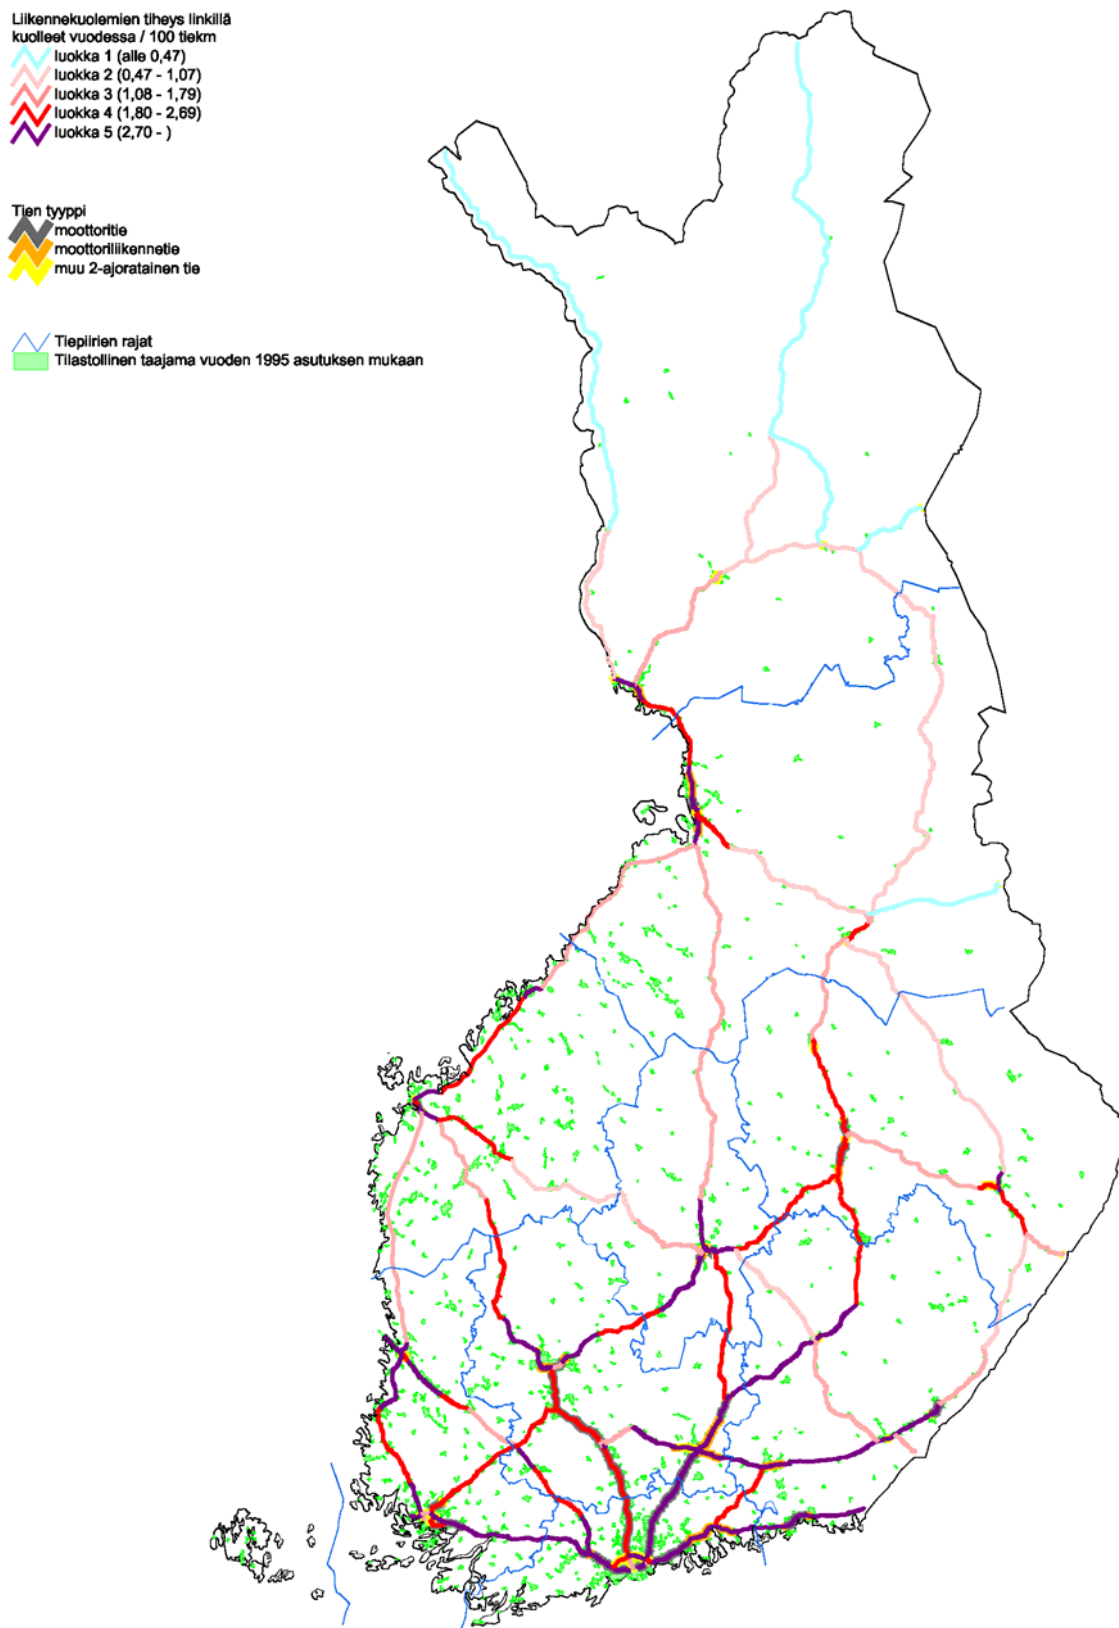 Liikennekuolemien tiheys linkillä
kuolleet vuodessa / 100 tiekm
luokka 1 (alle 0,47)
luokka 2 (0,47 - 1,07)
luokka 3 (1,08 - 1,79)
luokka 4 (1,80 - 2,69)
luokka 5 (2,70 - )
Tien tyyppi
moottoritie
moottoriliikennetie
muu 2-ajoratainen tie
Tiepiirien rajat
Tilastollinen taajama vuoden 1995 asutuksen mukaan